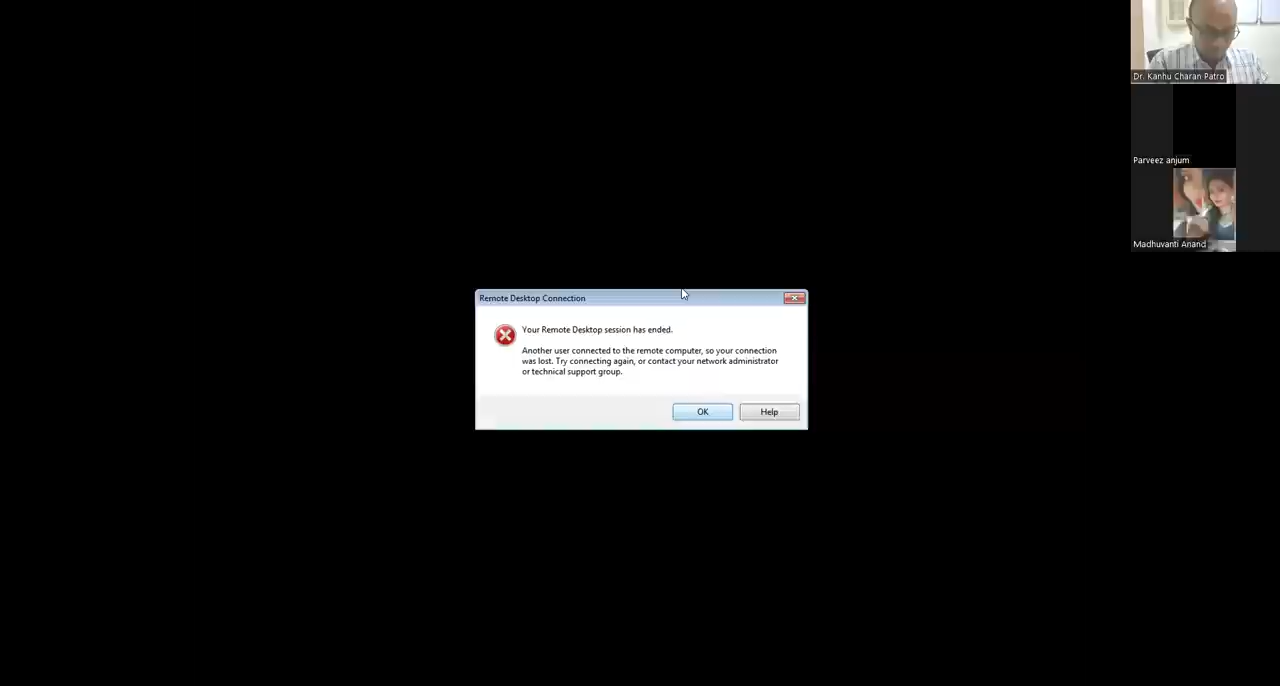 Dr. Kanhu Charan Patro
Parveez anjum
Madhuvanti Anand
Remote Desktop Connection
Your Remote Desktop session has ended.
Another user connected to the remote computer, so your connection
was lost. Try connecting again, or contact your network administrator
or technical support group.
OK
Help